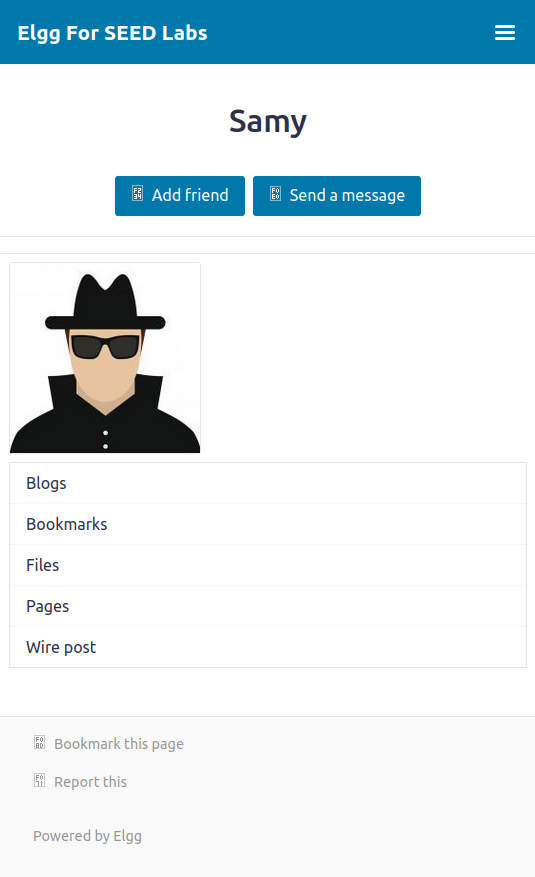 Elgg For SEED Labs
Samy
Add friend
Send a message
Blogs
Bookmarks
Files
Pages
Wire post
Bookmark this page
Report this
Powered by Elgg